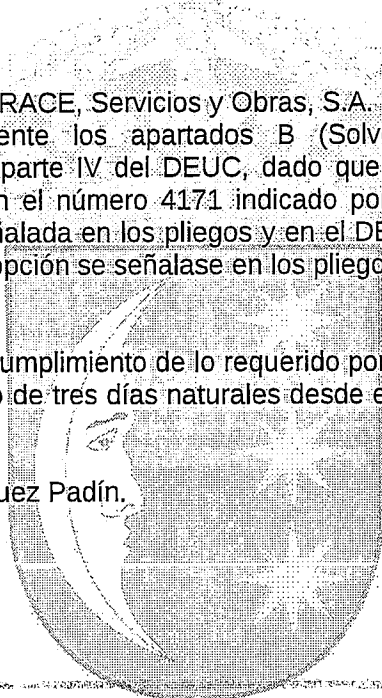 RACE, Servicios y Obras, S.A.
ente los apartados B (Solv
parte IV del DEUC, dado que
n el número 4171 indicado po
ialada en los pliegos y en el DE
opción se señalase en los pliego
umplimiento de lo requerido por
o de tres días naturales desde e
uez Padín.